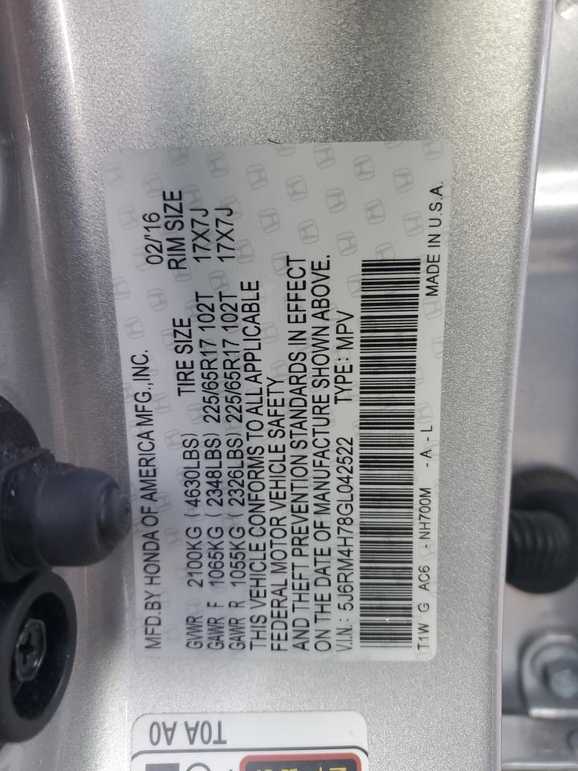 MFD. BY HONDA OF AMERICA MFG., INC. 02/'16
TIRE SIZE RIM SIZE
GVWR 2100KG (4630LBS)
GAWR F 1065KG (2348LBS) 225/65R17 102T 17X7J
GAWR R 1055KG (2326LBS) 225/65R17 102T 17X7J
THIS VEHICLE CONFORMS TO ALL APPLICABLE
FEDERAL MOTOR VEHICLE SAFETY
AND THEFT PREVENTION STANDARDS IN EFFECT
ON THE DATE OF MANUFACTURE SHOWN ABOVE.
V.I.N.: 5J6RM4H78GL042522 TYPE: MPV
T1W G AC6 - NH700M - A - L MADE IN U.S.A.
T0A A0